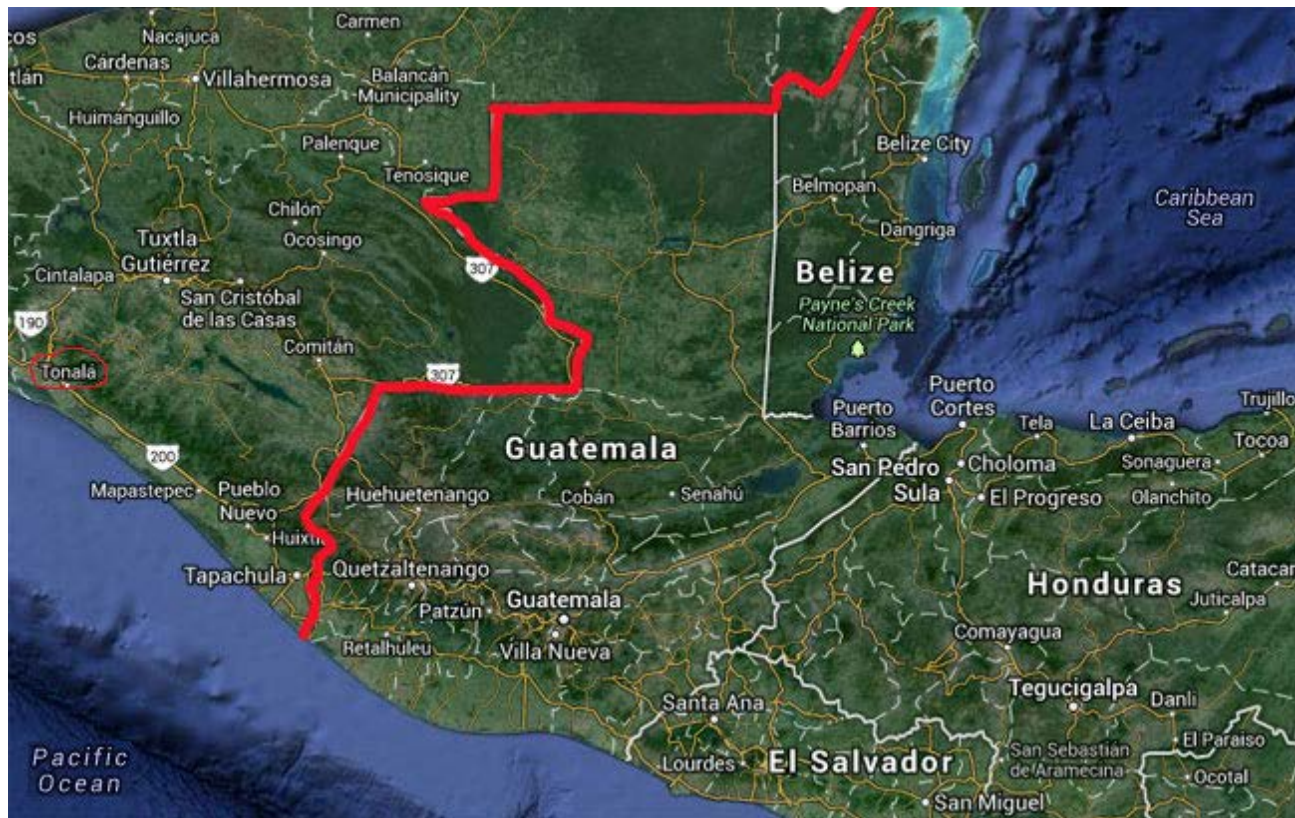 Carmen
Nacajuca
Cárdenas
Villahermosa
Balancán
Municipality
Huimanguillo
Palenque
Tenosique
Belize City
Belmopan
Caribbean
Sea
Chilón
Ocosingo
Dangriga
Tuxtla
Gutiérrez
Cintalapa
307
Belize
San Cristóbal
de las Casas
Payne's Creek
National Park
190
Comitán
Tonalá
307
Puerto
Cortes
Trujillo
Puerto
Barrios
Tela
La Ceiba
Tocoa
Guatemala
200
San Pedro
Sula
Choloma
Sonaguera
Mapastepec
Pueblo
Nuevo
Huehuetenango
Cobán
Senahú
El Progreso
Olanchito
Tapachula
Quetzaltenango
Honduras
Patzún
Guatemala
Juticalpa
Retalhuleu
Villa Nueva
Comayagua
Tegucigalpa
Danli
Santa Ana
El Paraiso
Pacific
Ocean
Lourdes
El Salvador
San Sebastián
de Aramecina
Ocotal
San Miguel